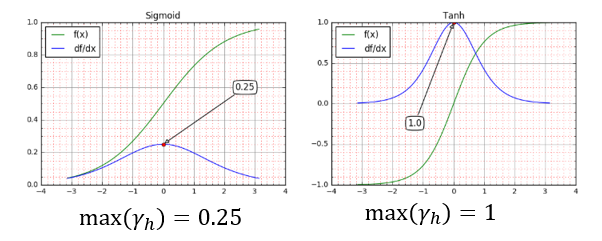 Sigmoid
1.0
0.8
0.6
0.4
0.2
0.0
f(x)
df/dx
0.25
−4 −3 −2 −1 0 1 2 3 4
max(γₕ) = 0.25
Tanh
1.0
0.5
0.0
−0.5
−1.0
f(x)
df/dx
1.0
−4 −3 −2 −1 0 1 2 3 4
max(γₕ) = 1